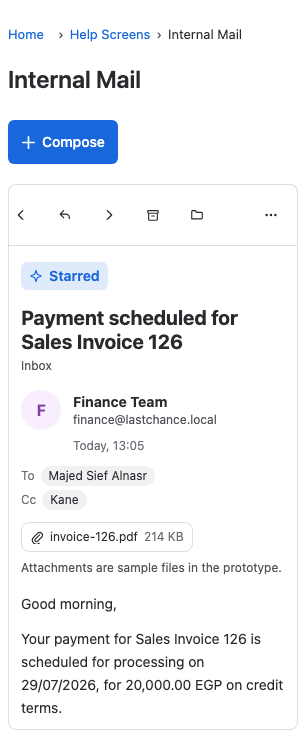 Home › Help Screens › Internal Mail
Internal Mail
+ Compose
Starred
Payment scheduled for
Sales Invoice 126
Inbox
F
Finance Team
finance@lastchance.local
Today, 13:05
To Majed Sief Alnasr
Cc Kane
invoice-126.pdf 214 KB
Attachments are sample files in the prototype.
Good morning,
Your payment for Sales Invoice 126 is
scheduled for processing on
29/07/2026, for 20,000.00 EGP on credit
terms.